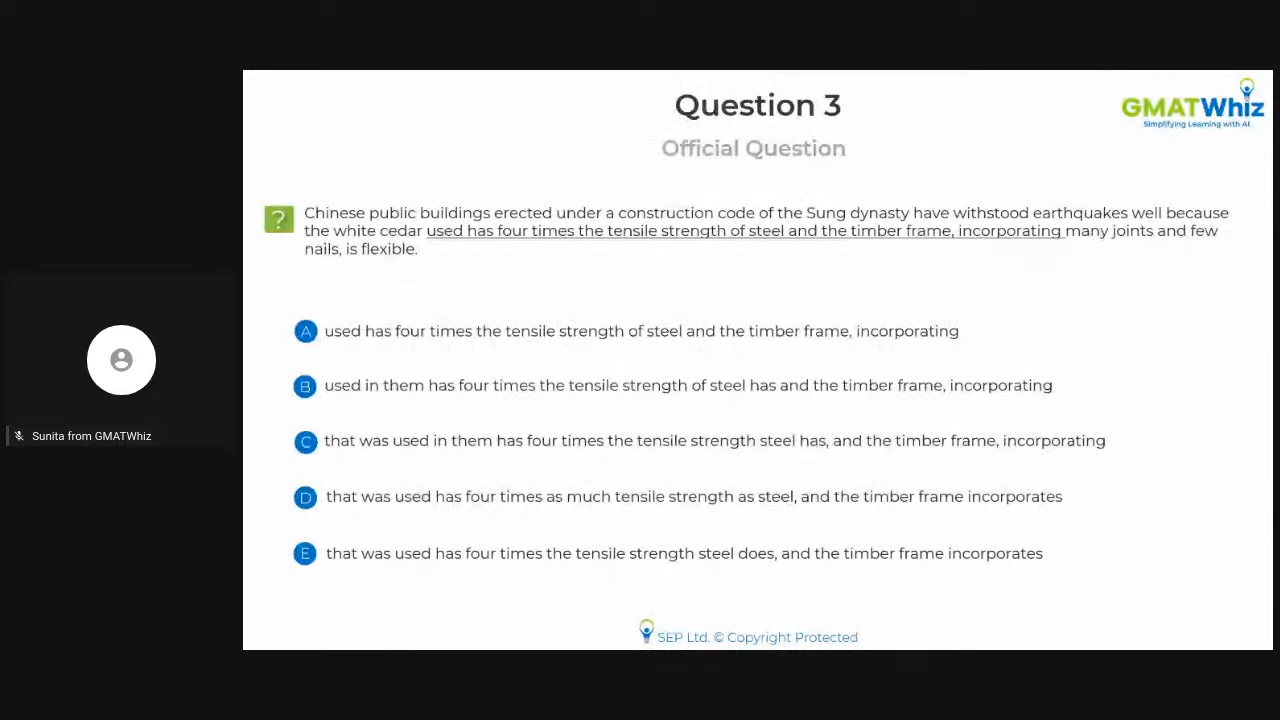 Question 3
GMATWhiz
Simplifying Learning with AI
Official Question
?
Chinese public buildings erected under a construction code of the Sung dynasty have withstood earthquakes well because
the white cedar used has four times the tensile strength of steel and the timber frame, incorporating many joints and few
nails, is flexible.
A used has four times the tensile strength of steel and the timber frame, incorporating
B used in them has four times the tensile strength of steel has and the timber frame, incorporating
C that was used in them has four times the tensile strength steel has, and the timber frame, incorporating
D that was used has four times as much tensile strength as steel, and the timber frame incorporates
E that was used has four times the tensile strength steel does, and the timber frame incorporates
Sunita from GMATWhiz
SEP Ltd. © Copyright Protected